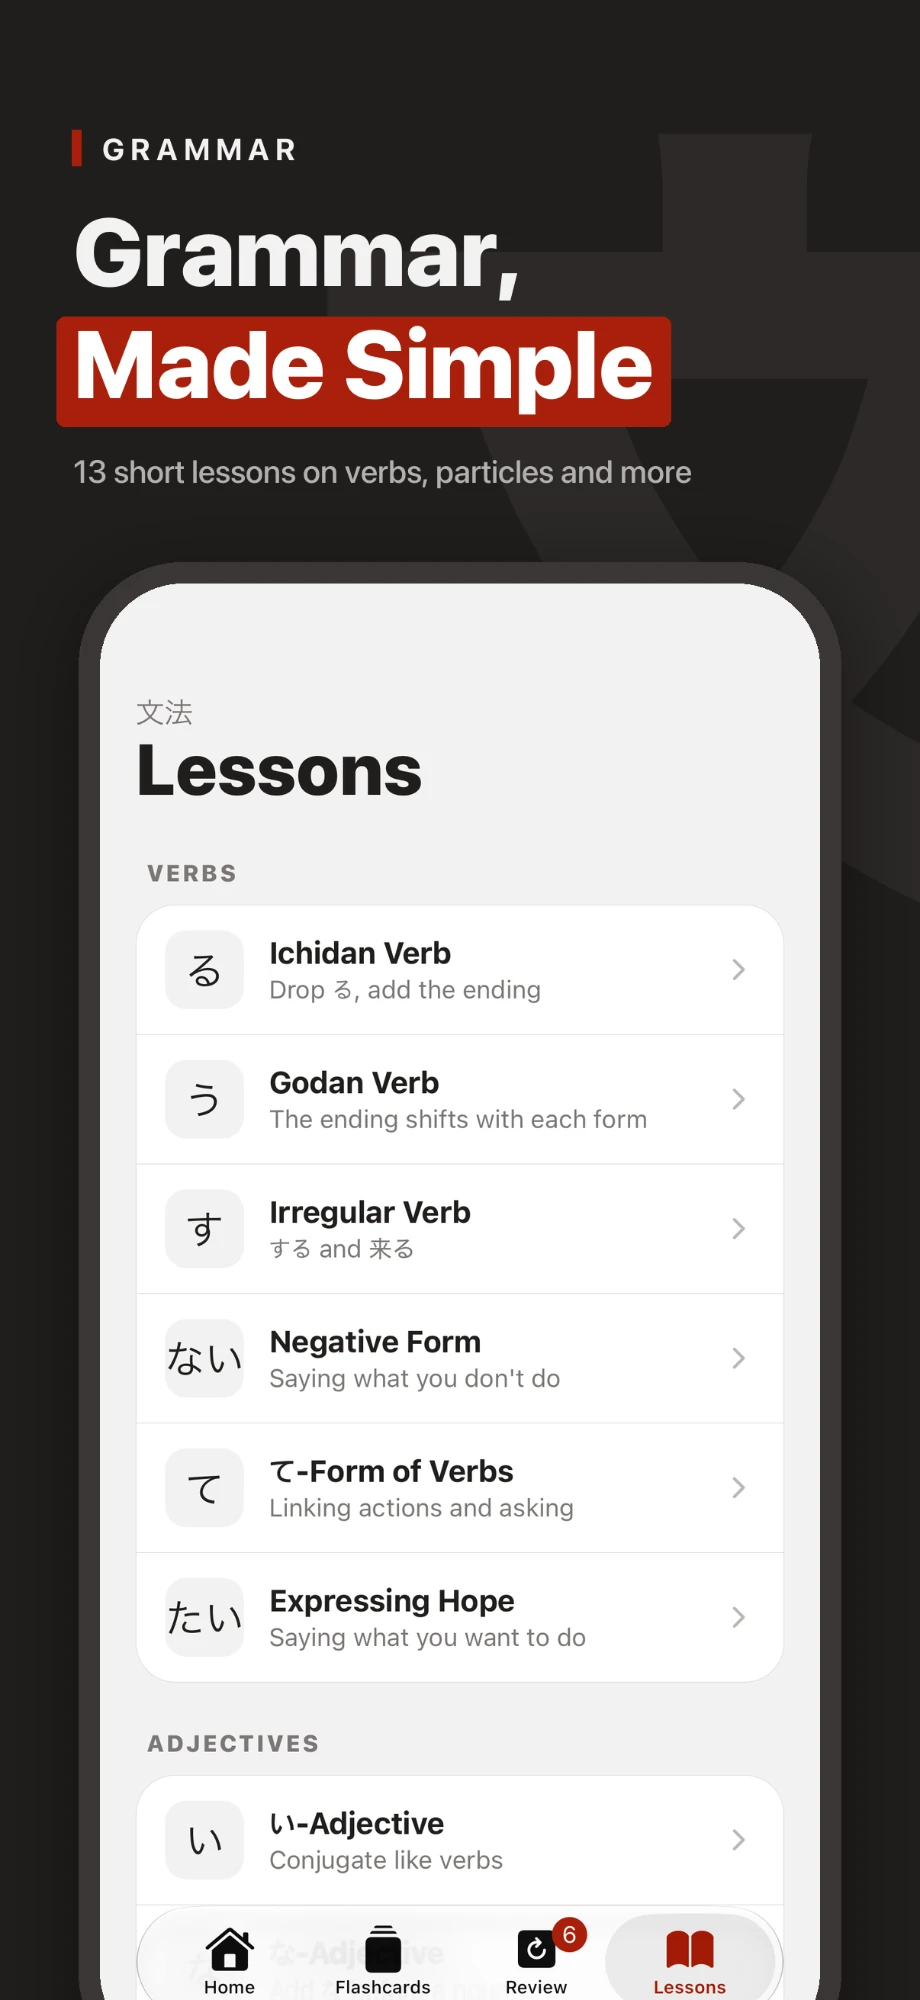 GRAMMAR
Grammar,
Made Simple
13 short lessons on verbs, particles and more
文法
Lessons
VERBS
る
Ichidan Verb
Drop る, add the ending
う
Godan Verb
The ending shifts with each form
す
Irregular Verb
する and 来る
ない
Negative Form
Saying what you don't do
て
て-Form of Verbs
Linking actions and asking
たい
Expressing Hope
Saying what you want to do
ADJECTIVES
い
い-Adjective
Conjugate like verbs
な-Adjective
6
Home
Flashcards
Review
Lessons